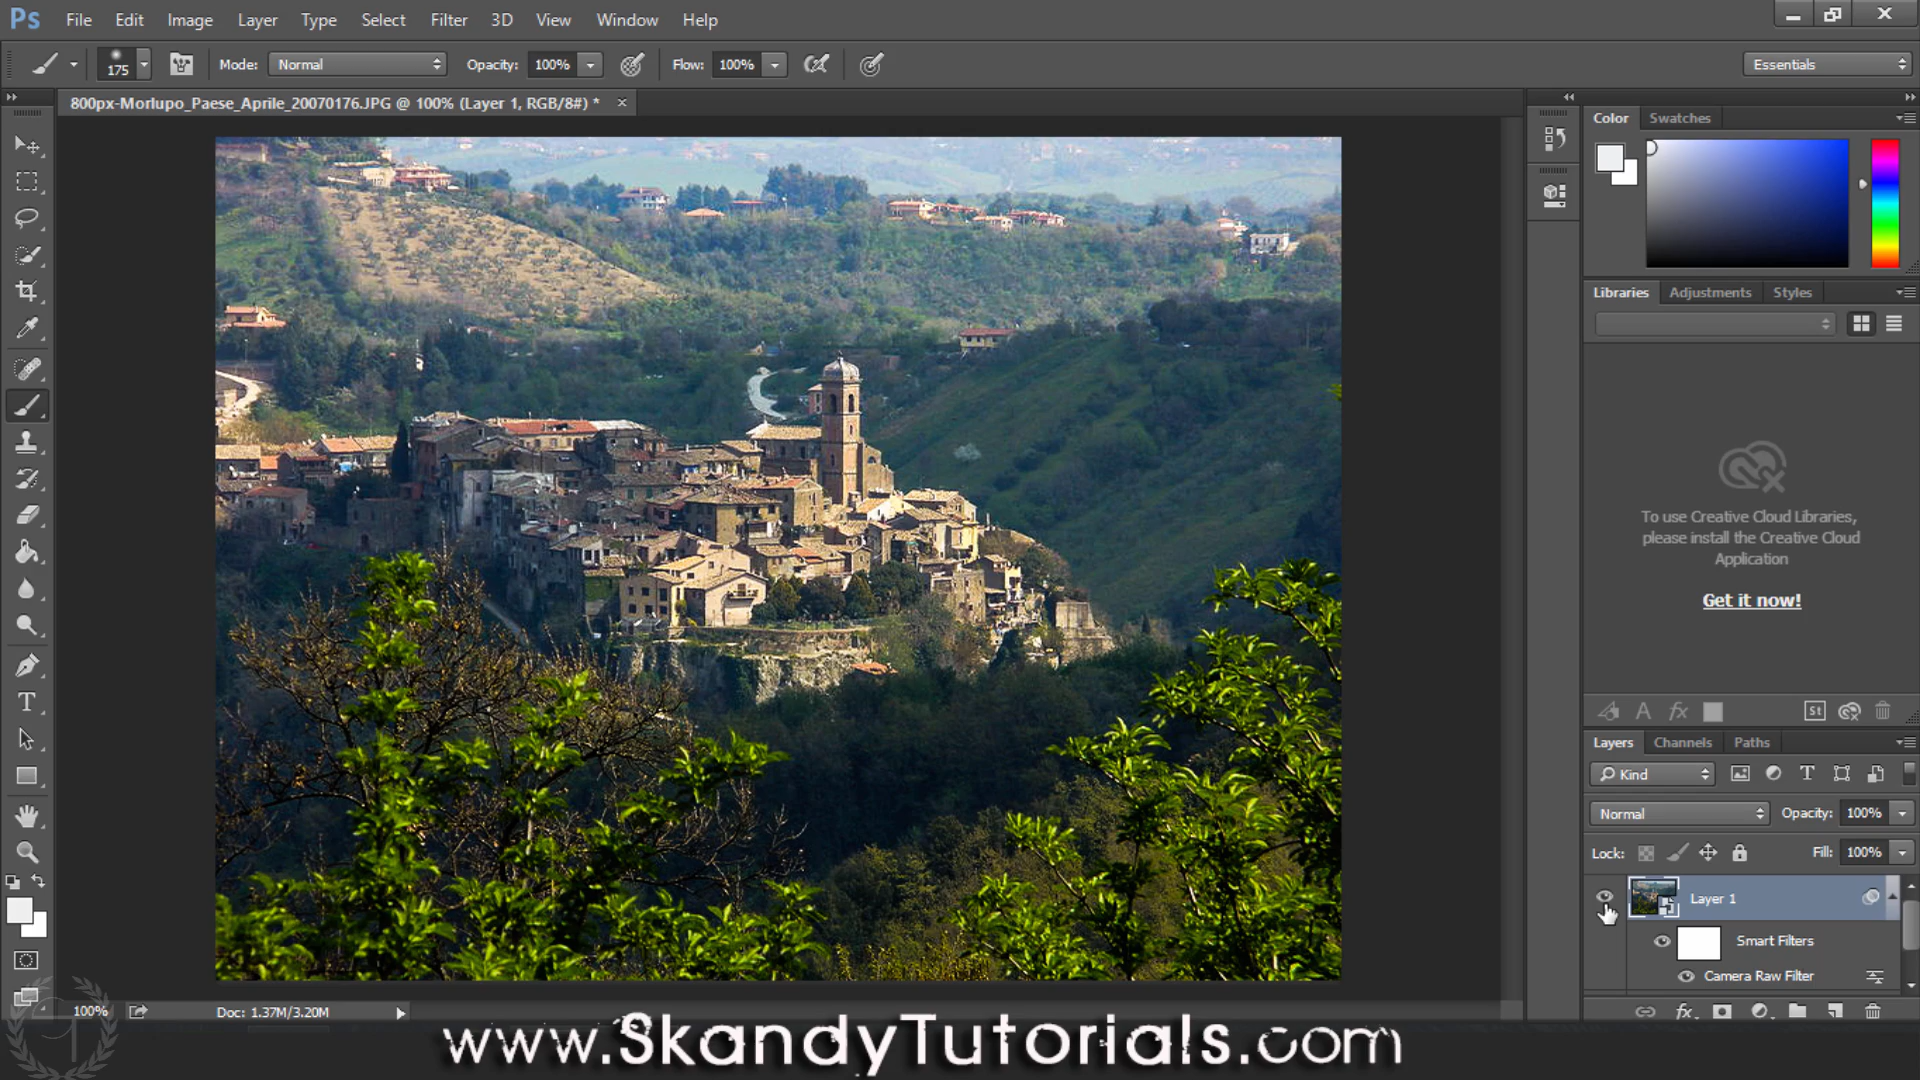 Ps File Edit Image Layer Type Select Filter 3D View Window Help
175 Mode: Normal Opacity: 100% Flow: 100% Essentials
800px-Morlupo_Paese_Aprile_20070176.JPG @ 100% (Layer 1, RGB/8#) *
Color Swatches
Libraries Adjustments Styles
To use Creative Cloud Libraries,
please install the Creative Cloud
Application
Get it now!
A fx St
Layers Channels Paths
Kind T
Normal Opacity: 100%
Lock: Fill: 100%
Layer 1
Smart Filters
Camera Raw Filter
fx
T
100% Doc: 1.37M/3.20M
www.SkandyTutorials.com